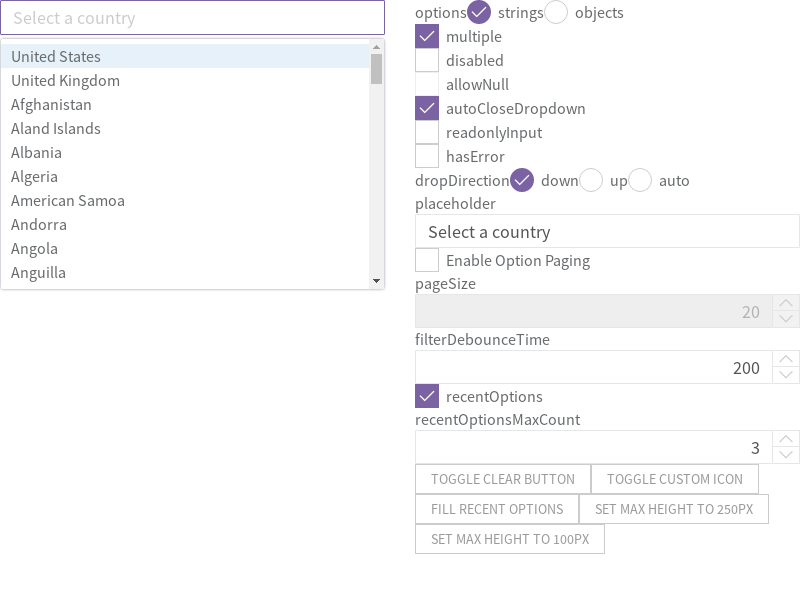 Select a country
United States
United Kingdom
Afghanistan
Aland Islands
Albania
Algeria
American Samoa
Andorra
Angola
Anguilla
options strings objects
multiple
disabled
allowNull
autoCloseDropdown
readonlyInput
hasError
dropDirection down up auto
placeholder
Select a country
Enable Option Paging
pageSize
20
filterDebounceTime
200
recentOptions
recentOptionsMaxCount
3
TOGGLE CLEAR BUTTON TOGGLE CUSTOM ICON
FILL RECENT OPTIONS SET MAX HEIGHT TO 250PX
SET MAX HEIGHT TO 100PX